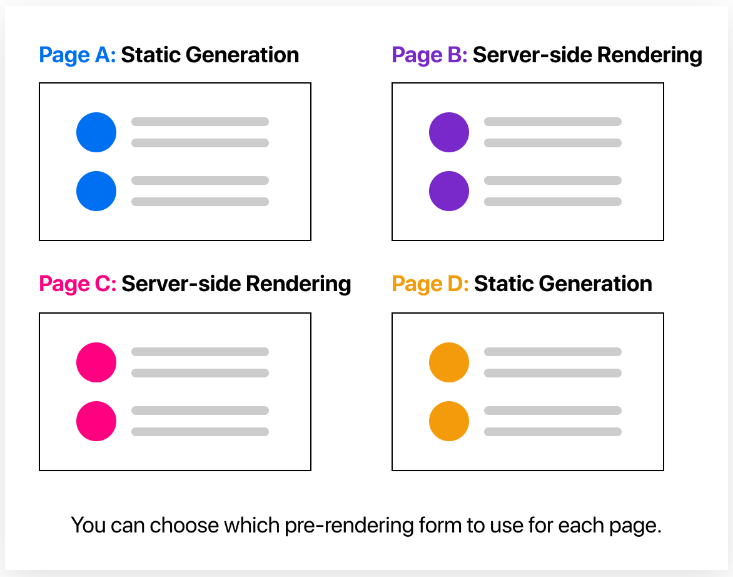 Page A: Static Generation
Page B: Server-side Rendering
Page C: Server-side Rendering
Page D: Static Generation
You can choose which pre-rendering form to use for each page.